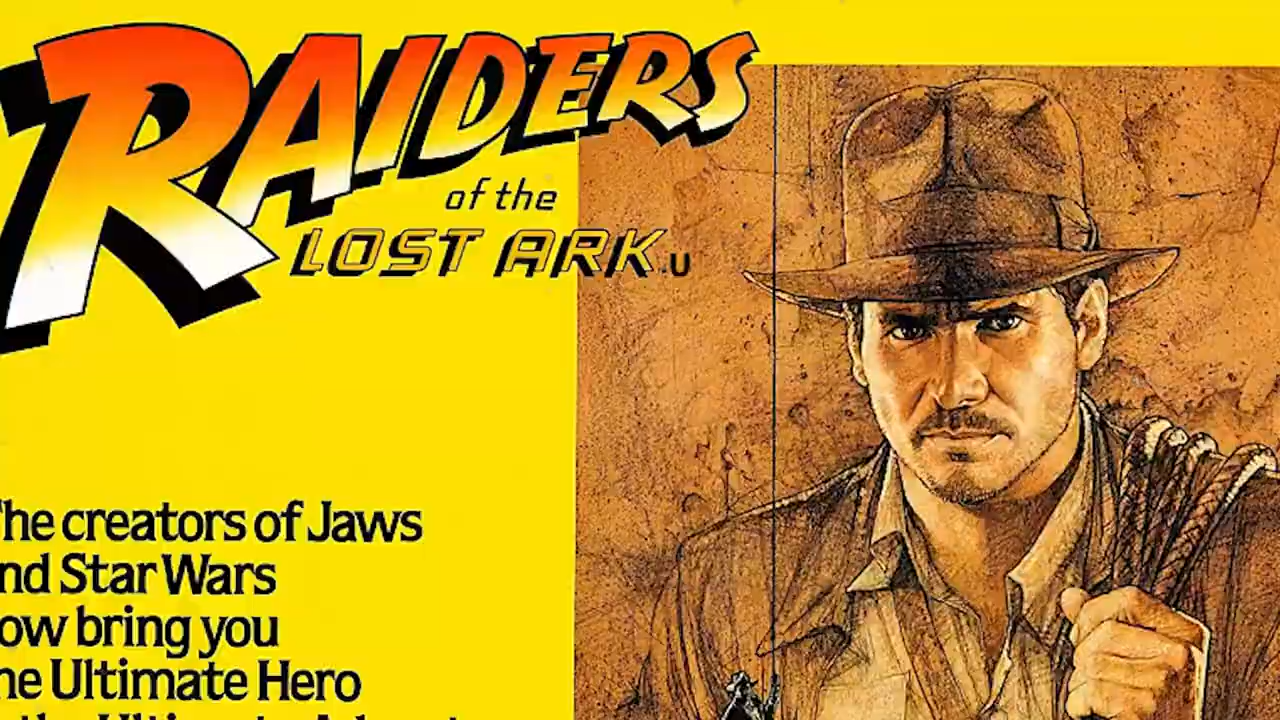 RAIDERS
of the
LOST ARK .U
he creators of Jaws
nd Star Wars
ow bring you
he Ultimate Hero